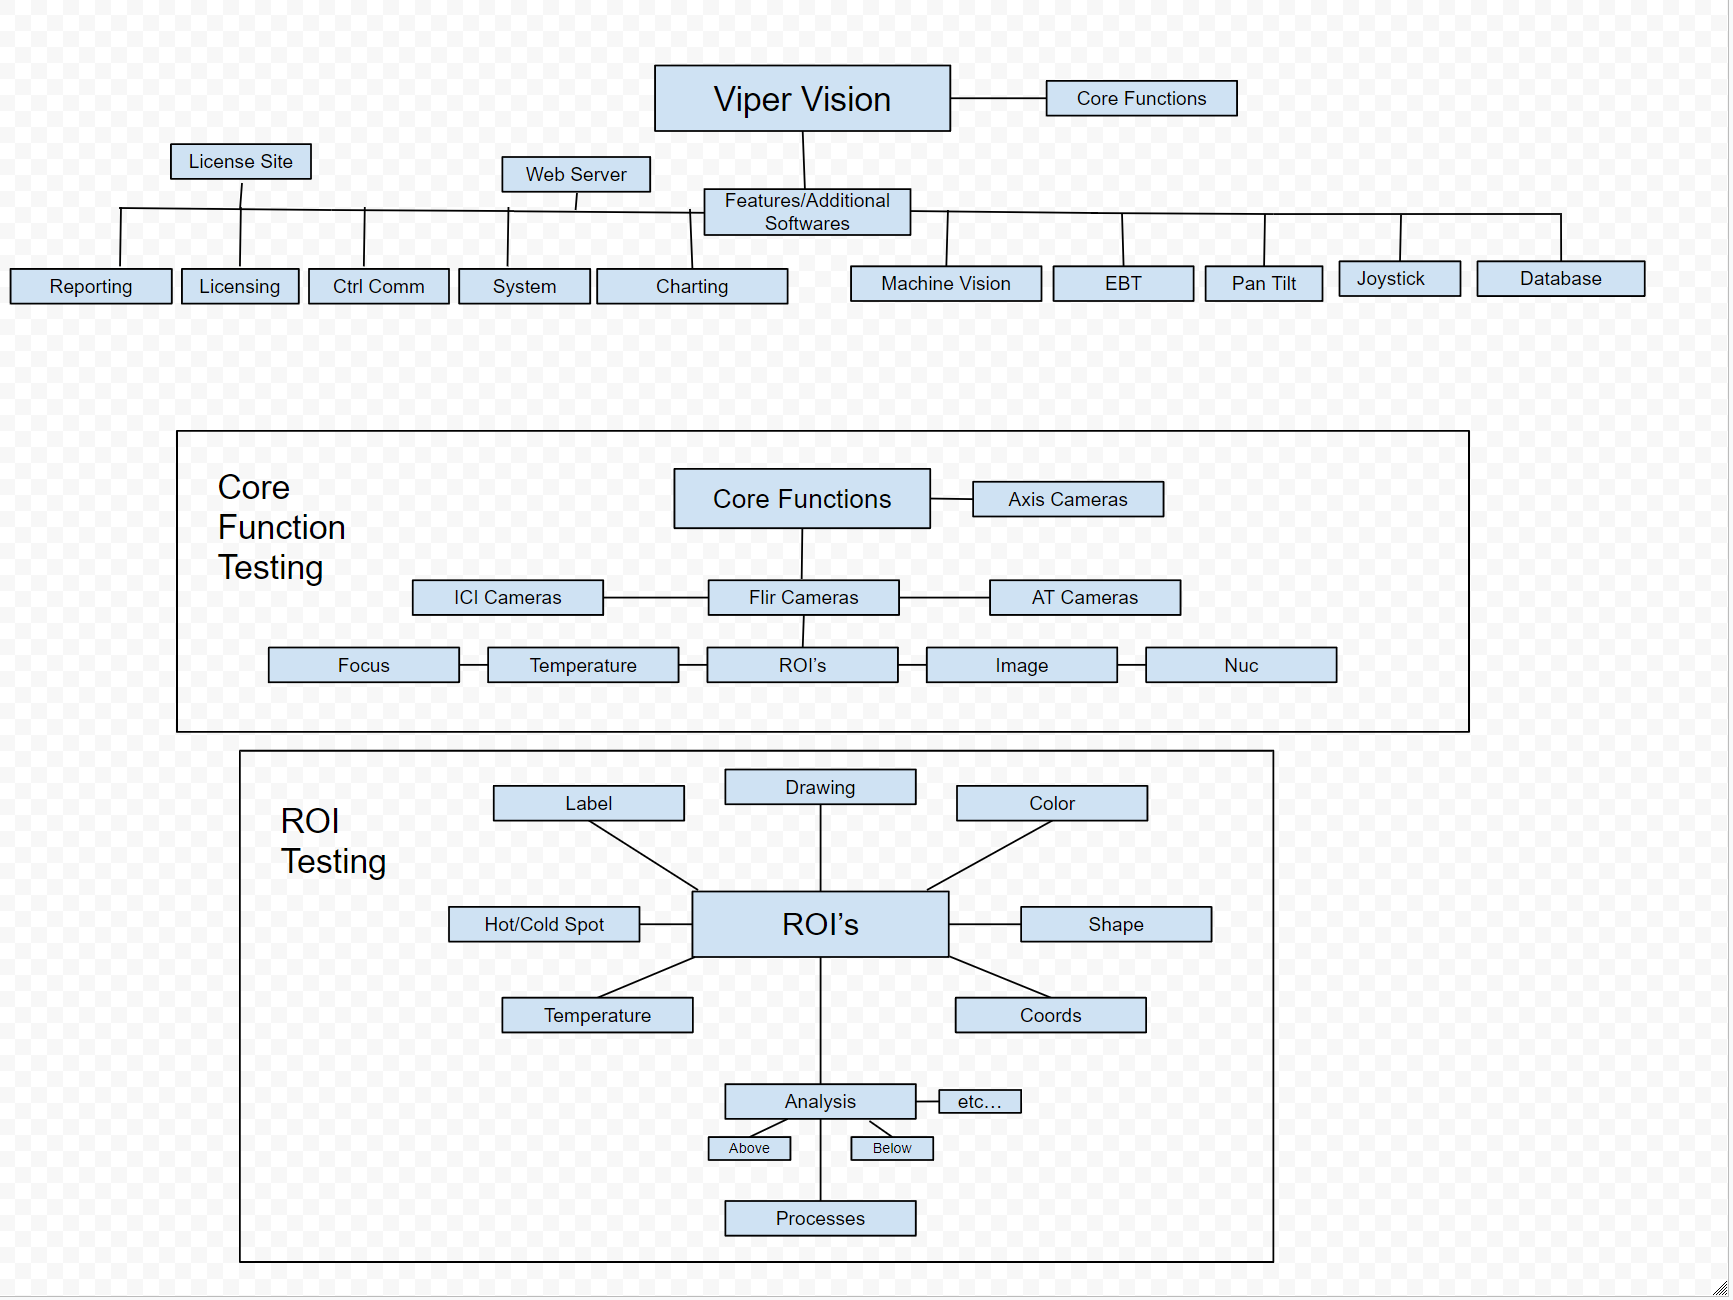 Viper Vision
Core Functions
License Site
Web Server
Features/Additional
Softwares
Reporting
Licensing
Ctrl Comm
System
Charting
Machine Vision
EBT
Pan Tilt
Joystick
Database
Core
Function
Testing
Core Functions
Axis Cameras
ICI Cameras
Flir Cameras
AT Cameras
Focus
Temperature
ROI’s
Image
Nuc
ROI
Testing
Label
Drawing
Color
Hot/Cold Spot
ROI’s
Shape
Temperature
Coords
Analysis
etc...
Above
Below
Processes